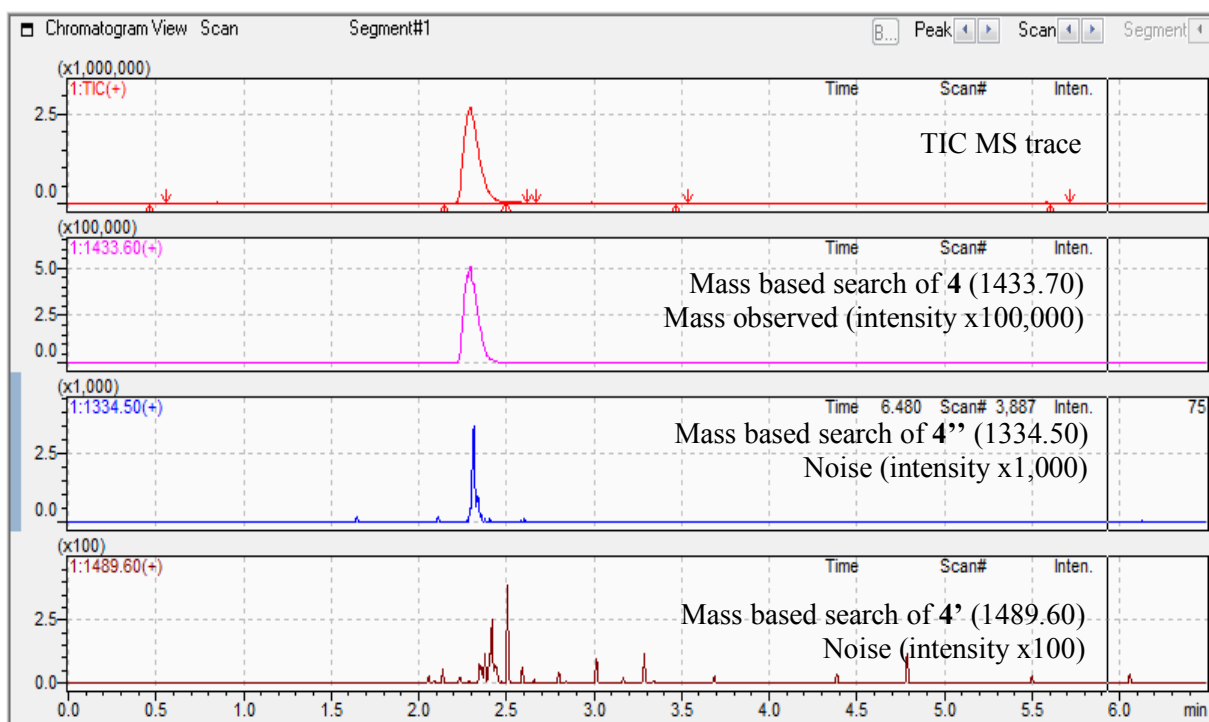 Chromatogram View Scan Segment#1 B... Peak Scan Segment
(x1,000,000)
1:TIC(+) Time Scan# Inten.
2.5
TIC MS trace
0.0
(x100,000)
1:1433.60(+) Time Scan# Inten.
5.0
Mass based search of 4 (1433.70)
2.5
Mass observed (intensity x100,000)
0.0
(x1,000)
1:1334.50(+) Time 6.480 Scan# 3,887 Inten. 75
Mass based search of 4’’ (1334.50)
2.5
Noise (intensity x1,000)
0.0
(x100)
1:1489.60(+) Time Scan# Inten.
Mass based search of 4’ (1489.60)
2.5
Noise (intensity x100)
0.0
0.0 0.5 1.0 1.5 2.0 2.5 3.0 3.5 4.0 4.5 5.0 5.5 6.0 min